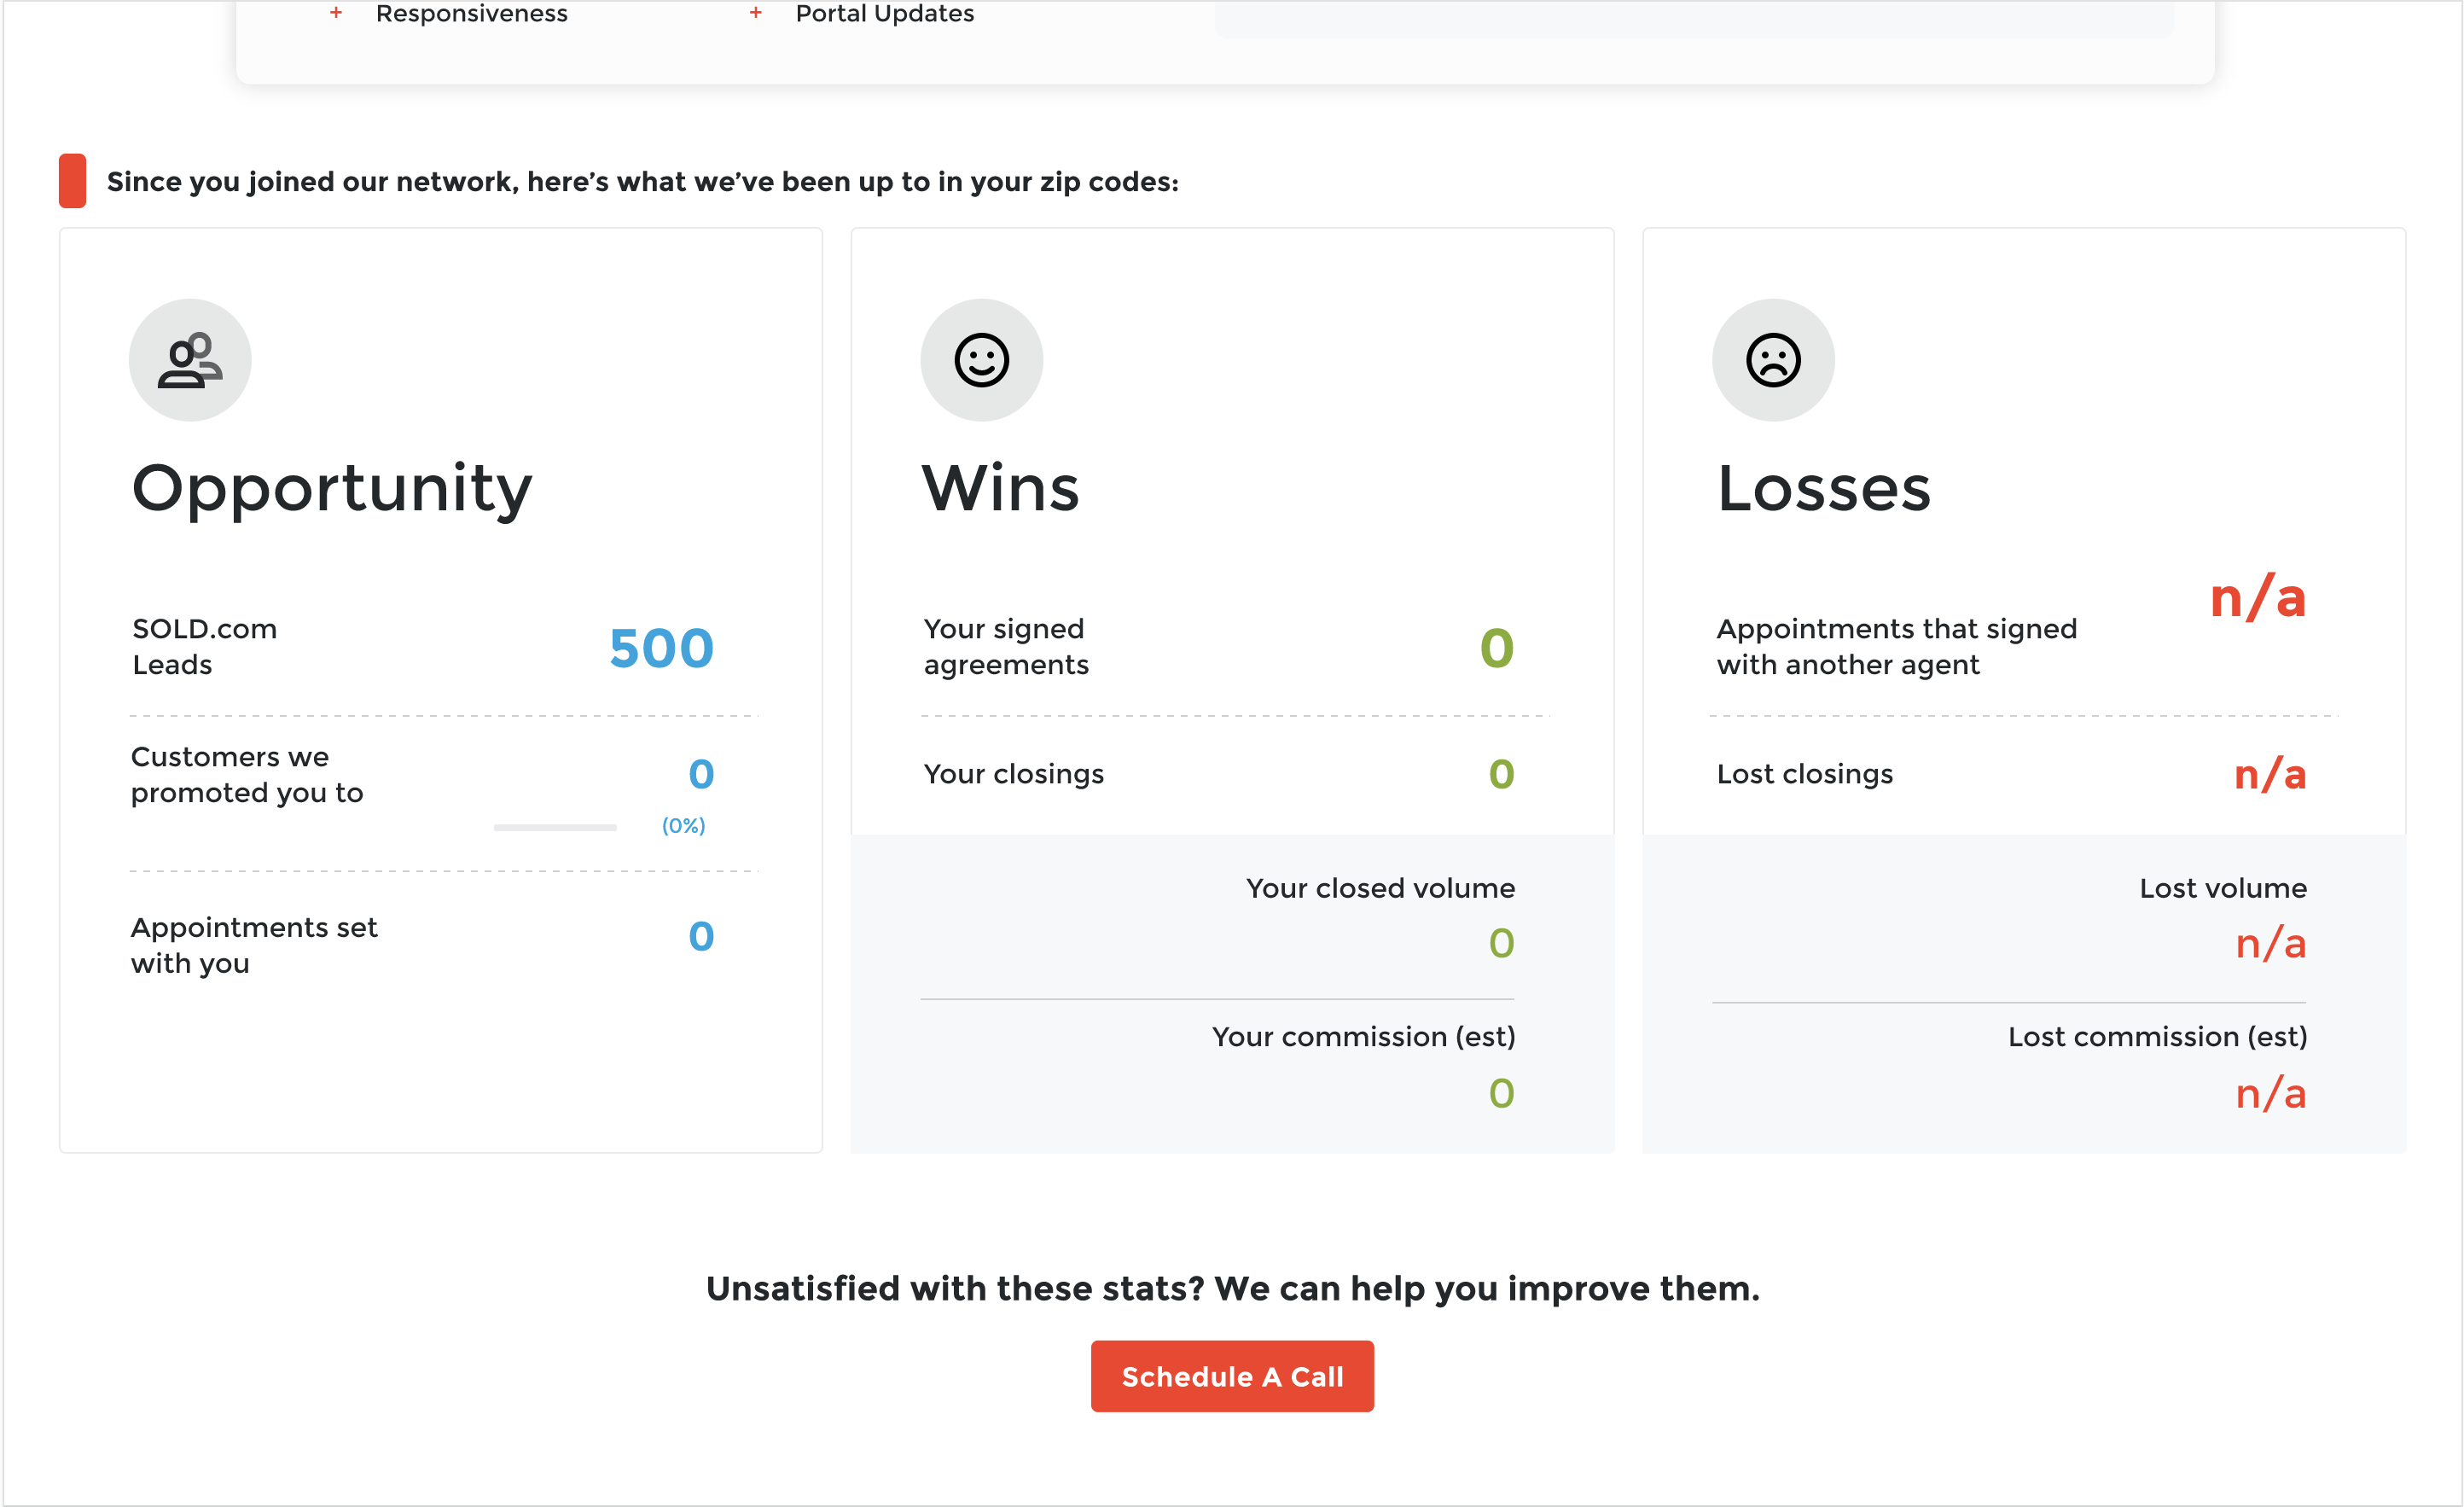 + Responsiveness
+ Portal Updates
Since you joined our network, here’s what we’ve been up to in your zip codes:
Opportunity
SOLD.com
Leads
500
Customers we
promoted you to
0
(0%)
Appointments set
with you
0
Wins
Your signed
agreements
0
Your closings
0
Your closed volume
0
Your commission (est)
0
Losses
Appointments that signed
with another agent
n/a
Lost closings
n/a
Lost volume
n/a
Lost commission (est)
n/a
Unsatisfied with these stats? We can help you improve them.
Schedule A Call